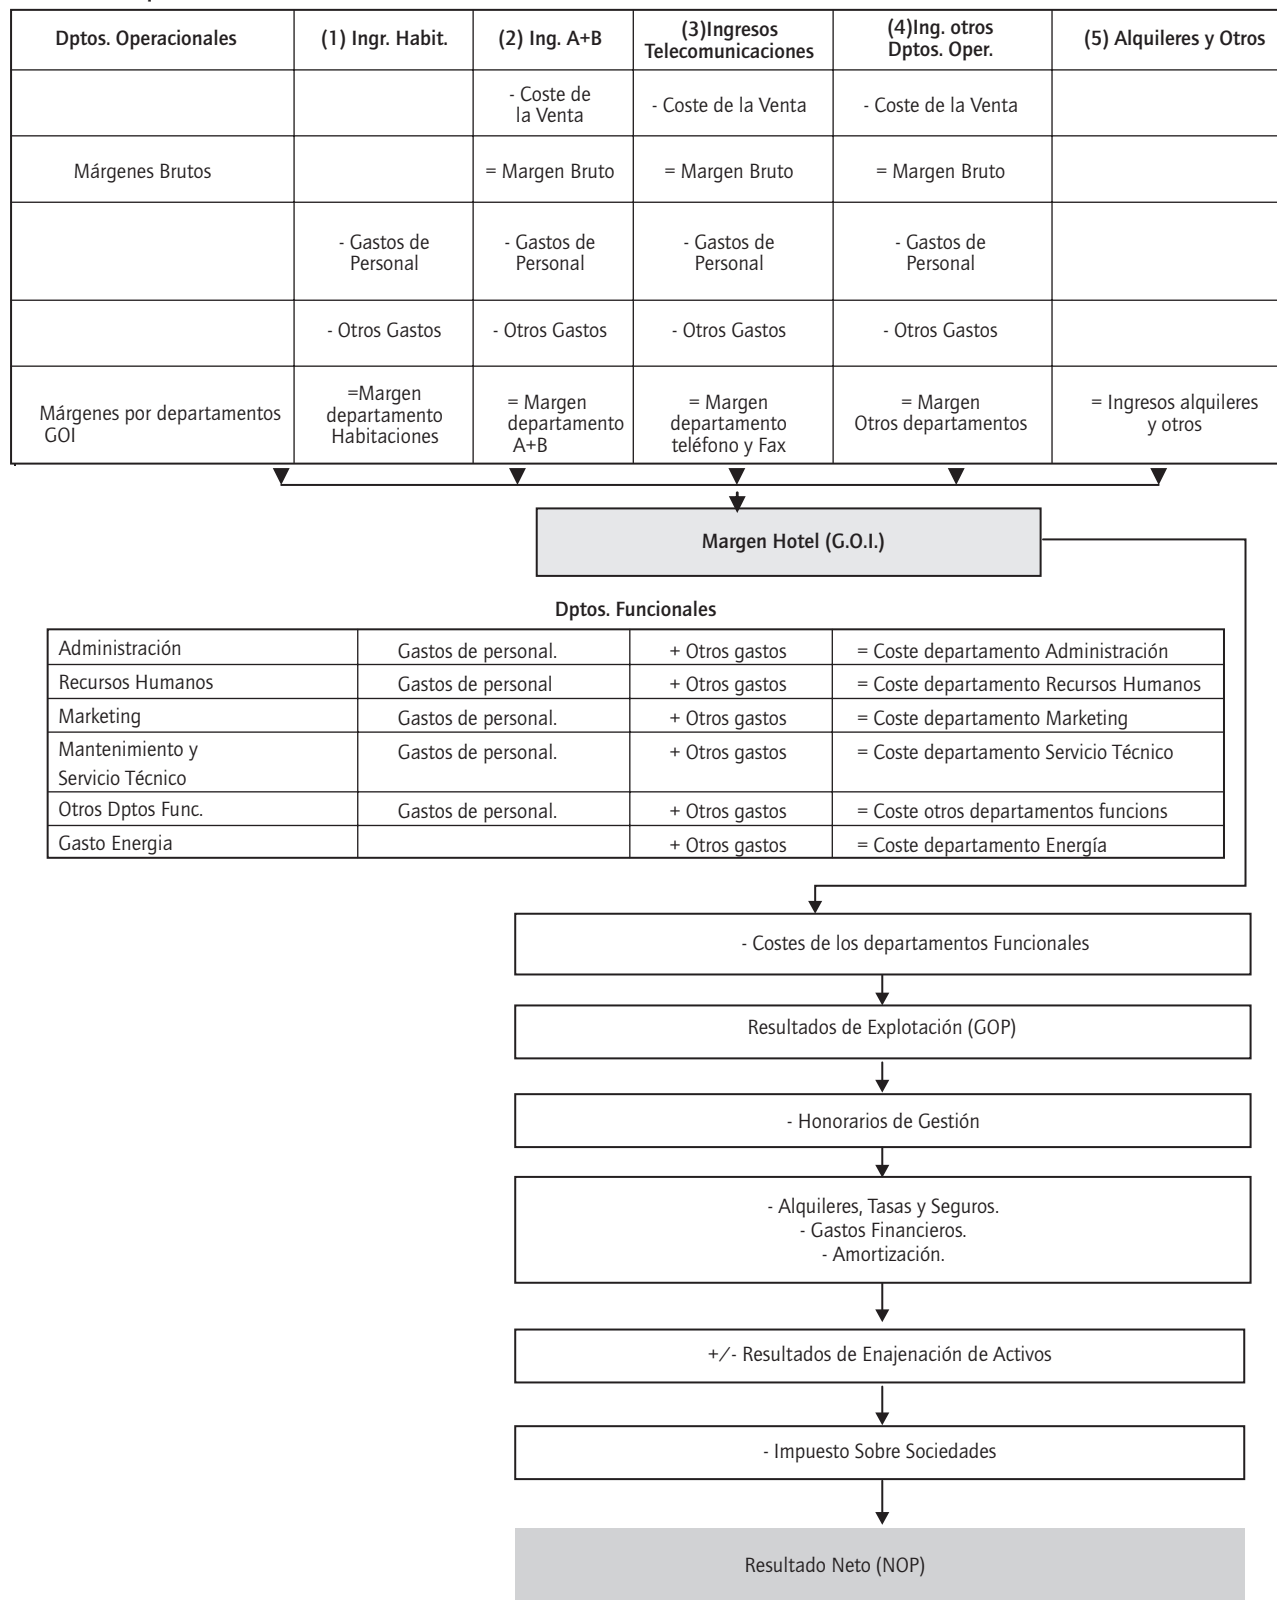 Dptos. Operacionales
(1) Ingr. Habit.
(2) Ing. A+B
(3)Ingresos
Telecomunicaciones
(4)Ing. otros
Dptos. Oper.
(5) Alquileres y Otros
- Coste de
la Venta
- Coste de la Venta
- Coste de la Venta
Márgenes Brutos
= Margen Bruto
= Margen Bruto
= Margen Bruto
- Gastos de
Personal
- Gastos de
Personal
- Gastos de
Personal
- Gastos de
Personal
- Otros Gastos
- Otros Gastos
- Otros Gastos
- Otros Gastos
Márgenes por departamentos
GOI
=Margen
departamento
Habitaciones
= Margen
departamento
A+B
= Margen
departamento
teléfono y Fax
= Margen
Otros departamentos
= Ingresos alquileres
y otros
Margen Hotel (G.O.I.)
Dptos. Funcionales
Administración
Gastos de personal.
+ Otros gastos
= Coste departamento Administración
Recursos Humanos
Gastos de personal
+ Otros gastos
= Coste departamento Recursos Humanos
Marketing
Gastos de personal.
+ Otros gastos
= Coste departamento Marketing
Mantenimiento y
Servicio Técnico
Gastos de personal.
+ Otros gastos
= Coste departamento Servicio Técnico
Otros Dptos Func.
Gastos de personal.
+ Otros gastos
= Coste otros departamentos funcions
Gasto Energia
+ Otros gastos
= Coste departamento Energía
- Costes de los departamentos Funcionales
Resultados de Explotación (GOP)
- Honorarios de Gestión
- Alquileres, Tasas y Seguros.
- Gastos Financieros.
- Amortización.
+/- Resultados de Enajenación de Activos
- Impuesto Sobre Sociedades
Resultado Neto (NOP)